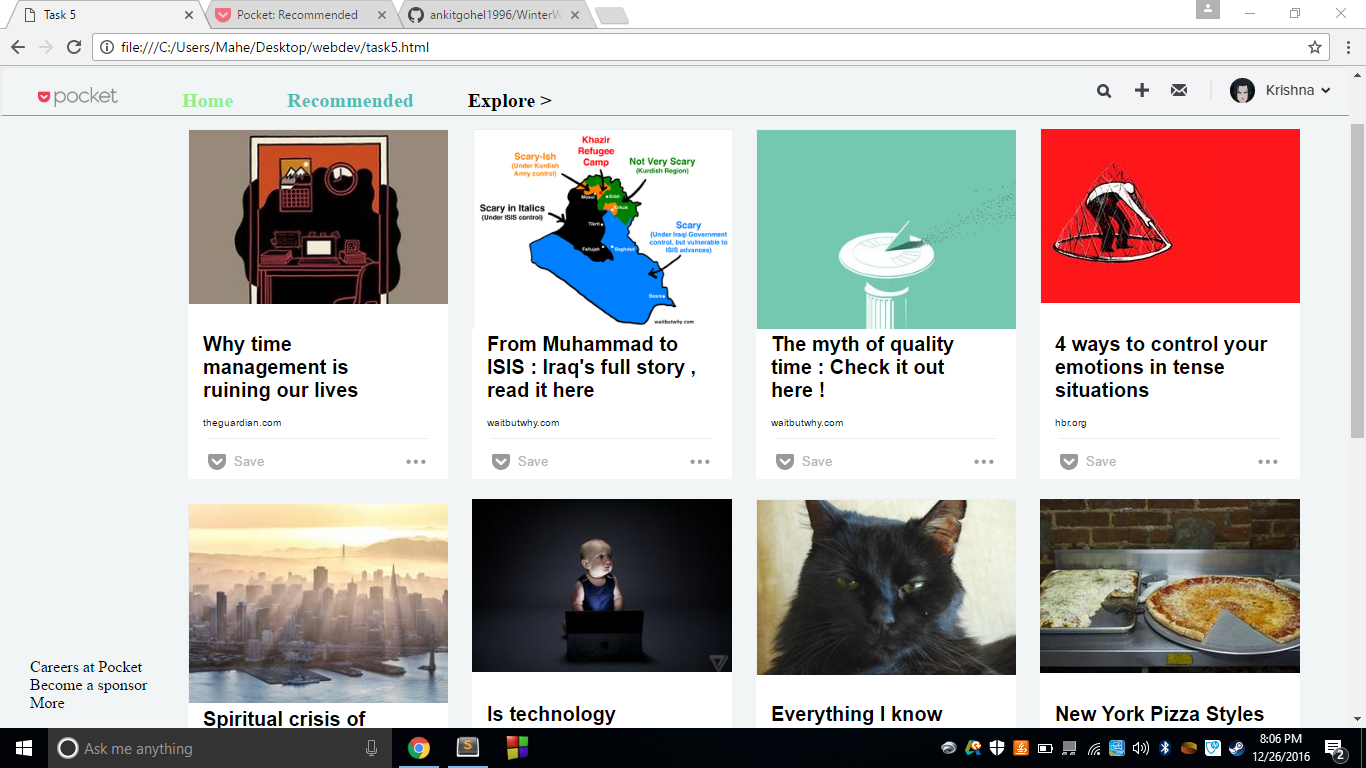 Task 5
Pocket: Recommended
ankitgohel1996/WinterW
file:///C:/Users/Mahe/Desktop/webdev/task5.html
pocket
Home
Recommended
Explore >
Krishna
Khazir
Refugee
Camp
Scary-Ish
(Under Kurdish
Army control)
Not Very Scary
(Kurdish Region)
Scary in Italics
(Under ISIS control)
Scary
(Under Iraqi Government
control, but vulnerable to
ISIS advances)
Mosul
Erbil
Tikrit
Fallujah
Baghdad
waitbutwhy.com
Why time
management is
ruining our lives
theguardian.com
Save
From Muhammad to
ISIS : Iraq's full story ,
read it here
waitbutwhy.com
Save
The myth of quality
time : Check it out
here !
waitbutwhy.com
Save
4 ways to control your
emotions in tense
situations
hbr.org
Save
Careers at Pocket
Become a sponsor
More
Spiritual crisis of
Is technology
Everything I know
New York Pizza Styles
Ask me anything
8:06 PM
12/26/2016
2